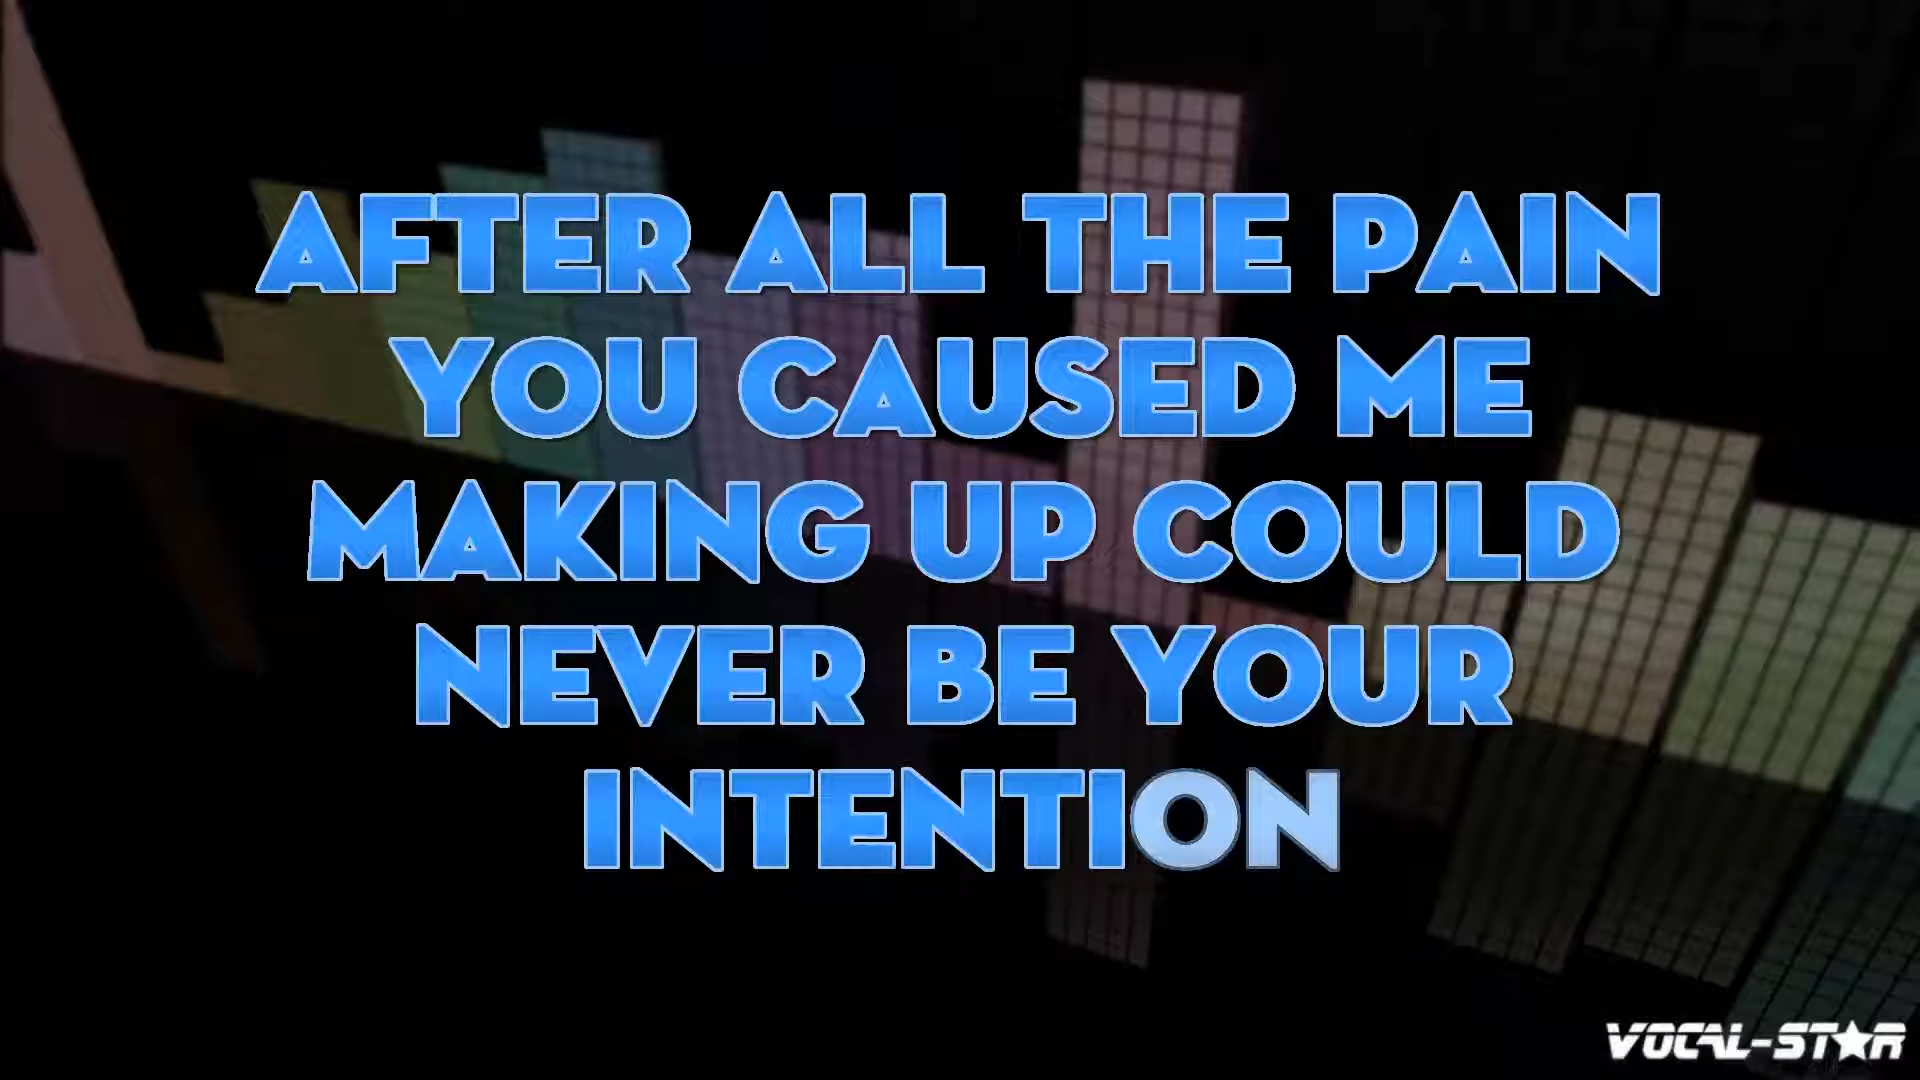 AFTER ALL THE PAIN
YOU CAUSED ME
MAKING UP COULD
NEVER BE YOUR
INTENTION
VOCAL-STAR